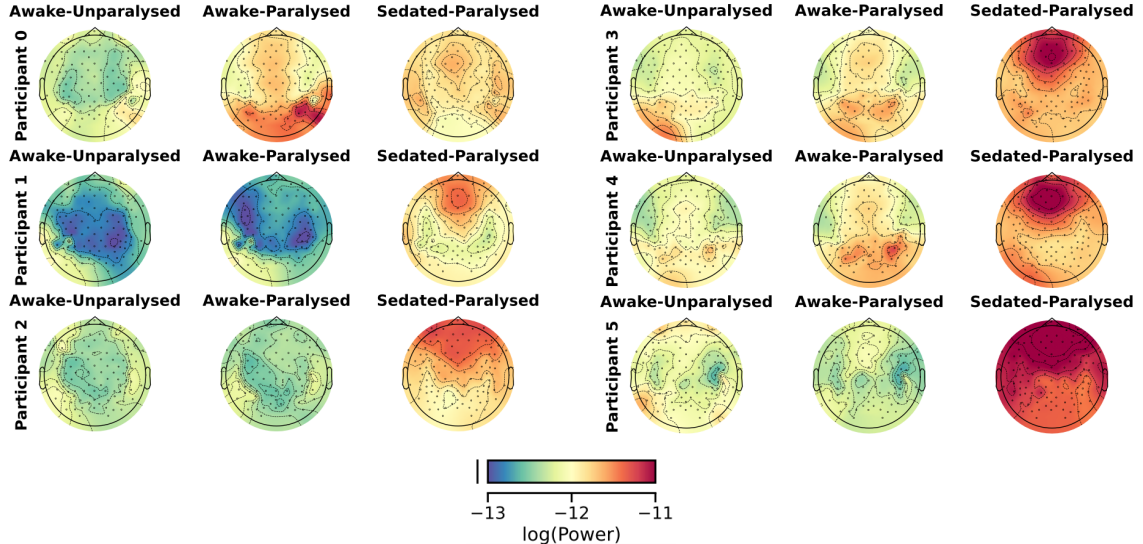 Awake-Unparalysed Awake-Paralysed Sedated-Paralysed Awake-Unparalysed Awake-Paralysed Sedated-Paralysed
Participant 0
Participant 3
Awake-Unparalysed Awake-Paralysed Sedated-Paralysed Awake-Unparalysed Awake-Paralysed Sedated-Paralysed
Participant 1
Participant 4
Awake-Unparalysed Awake-Paralysed Sedated-Paralysed Awake-Unparalysed Awake-Paralysed Sedated-Paralysed
Participant 2
Participant 5
−13 −12 −11
log(Power)